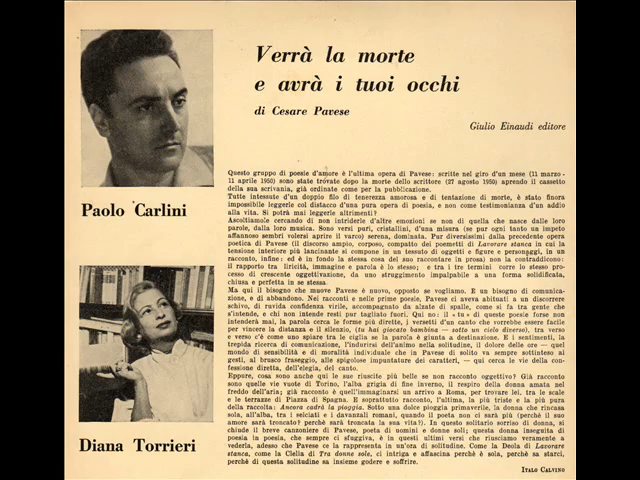 Verrà la morte
e avrà i tuoi occhi
di Cesare Pavese
Giulio Einaudi editore
Paolo Carlini
Diana Torrieri
Questo gruppo di poesie d'amore è l'ultima opera di Pavese: scritte nel giro d'un mese (11 marzo -
11 aprile 1950) sono state trovate dopo la morte dello scrittore (27 agosto 1950) aprendo il cassetto
della sua scrivania, già ordinate come per la pubblicazione.
Tutte intessute d'un doppio filo di tenerezza amorosa e di tentazione di morte, è stato finora
impossibile leggerle col distacco d'una pura opera di poesia, e non come testimonianza d'un addio
alla vita. Si potrà mai leggerle altrimenti?
Ascoltiamole cercando di non intriderle d'altre emozioni se non di quella che nasce dalle loro
parole, dalla loro musica. Sono versi puri, cristallini, d'una misura (se pur ogni tanto un impeto
affannoso sembri volersi aprire il varco) serena, dominata. Pur diversissimi dalla precedente opera
poetica di Pavese (il discorso ampio, corposo, compatto dei poemetti di Lavorare stanca in cui la
tensione interiore più lancinante si compone in un tessuto di oggetti e figure e personaggi, in un
racconto, infine: ed è in fondo la stessa cosa dei suoi raccontare in prosa) non la contraddicono:
il rapporto tra liricità, immagine e parola è lo stesso; e tra i tre termini corre lo stesso pro-
cesso di crescente oggettivazione, da uno struggimento impalpabile a una forma solidificata,
chiusa e perfetta in se stessa.
Ma qui il bisogno che muove Pavese è nuovo, opposto se vogliamo. È un bisogno di comunica-
zione, e di abbandono. Nei racconti e nelle prime poesie, Pavese ci aveva abituati a un discorrere
schivo, di ruvida confidenza virile, accompagnato da alzate di spalle, come si fa tra gente che
s'intende, e chi non intende resti pur tagliato fuori. Qui no: il « tu » di queste poesie forse non
intenderà mai, la parola cerca le forme più dirette, i versetti d'un canto che vorrebbe essere facile
per vincere la distanza e il silenzio, (tu hai giocato bambina — sotto un cielo diverso), tra verso
e verso c'è come uno spiare tra le ciglia se la parola è giunta a destinazione. E i sentimenti, la
trepida ricerca di comunicazione, l'indurirsi dell'animo nella solitudine, il dolore delle ore — quel
mondo di sensibilità e di moralità individuale che in Pavese di solito va sempre sottinteso ai
gesti, al brusco fraseggio, alle spigolose impuntature dei caratteri, — qui cerca le vie della con-
fessione diretta, dell'elegia, del canto.
Eppure, cosa sono anche qui le sue riuscite più belle se non racconto oggettivo? Già racconto
sono quelle vie vuote di Torino, l'alba grigia di fine inverno, il respiro della donna amata nel
freddo dell'aria; già racconto è quell'immaginarsi un arrivo a Roma, per trovare lei, tra le scale
e le terrazze di Piazza di Spagna. E soprattutto racconto, l'ultima, la più triste e la più pura
della raccolta: Ancora cadrà la pioggia. Sotto una dolce pioggia primaverile, la donna che rincasa
sola, all'alba, tra i selciati e i davanzali romani, quando il poeta non ci sarà più (perchè il suo
amore sarà troncato? perchè sarà troncata la sua vita?). In questo solitario sorriso di donna, si
chiude il breve canzoniere di Pavese, poeta di uomini e donne soli; questa donna inseguita di
poesia in poesia, che sempre ci sfuggiva, è in questi ultimi versi che riusciamo veramente a
vederla, adesso che Pavese ce la rappresenta in un'ora di solitudine. Come la Deola di Lavorare
stanca, come la Clelia di Tra donne sole, ci intriga e affascina perchè è sola, perchè sa starci,
perchè di questa solitudine sa insieme godere e soffrire.
ITALO CALVINO